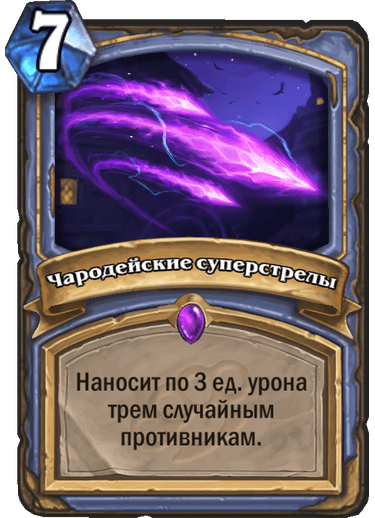 7
Чародейские суперстрелы
Наносит по 3 ед. урона
трем случайным
противникам.